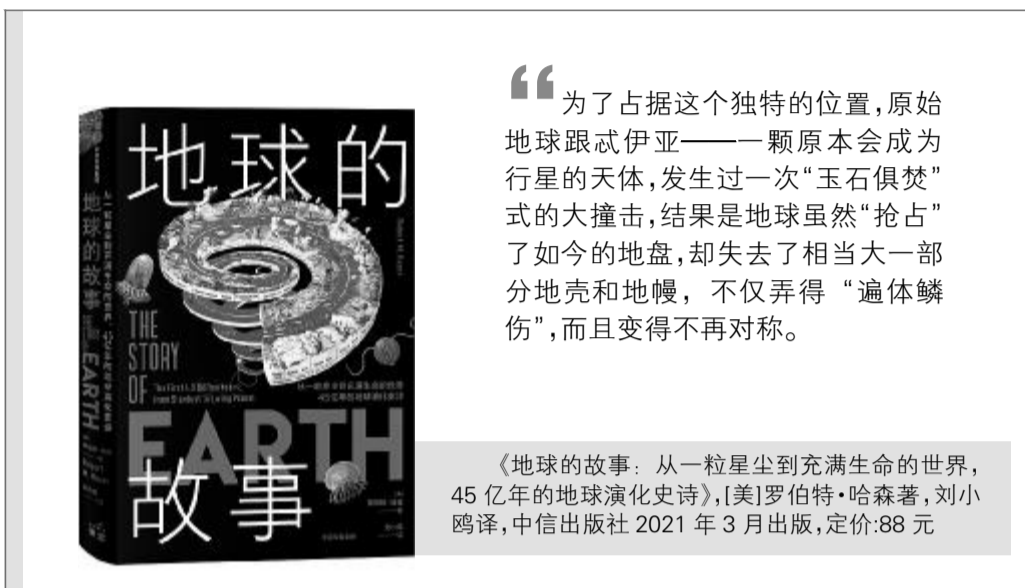 地球的
故事
THE
STORY
OF
EARTH
地球的故事
EARTH
“为了占据这个独特的位置,原始
地球跟忒伊亚——一颗原本会成为
行星的天体,发生过一次“玉石俱焚”
式的大撞击,结果是地球虽然“抢占”
了如今的地盘,却失去了相当大一部
分地壳和地幔，不仅弄得“遍体鳞
伤”,而且变得不再对称。
《地球的故事：从一粒星尘到充满生命的世界，
45 亿年的地球演化史诗》,[美]罗伯特·哈森著,刘小
鸥译,中信出版社 2021 年 3 月出版,定价:88 元